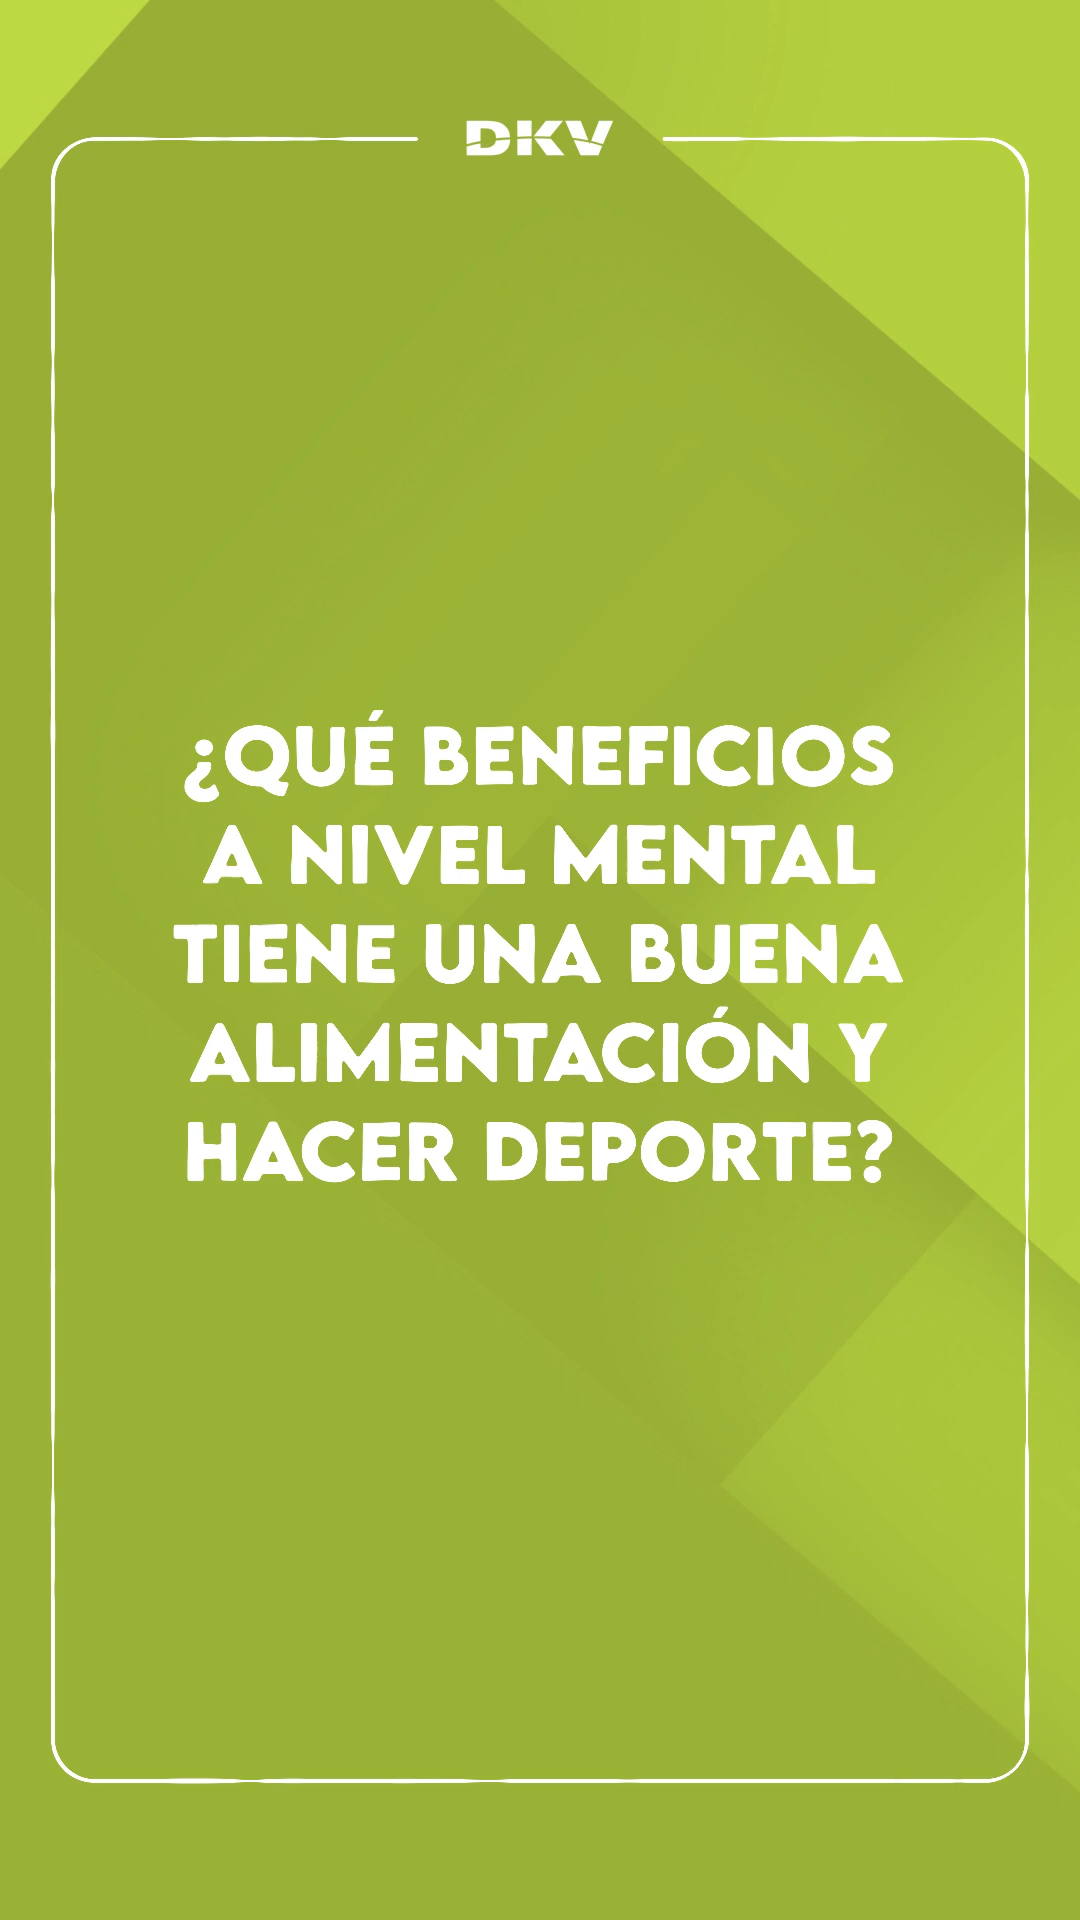 DKV
¿QUÉ BENEFICIOS
A NIVEL MENTAL
TIENE UNA BUENA
ALIMENTACIÓN Y
HACER DEPORTE?